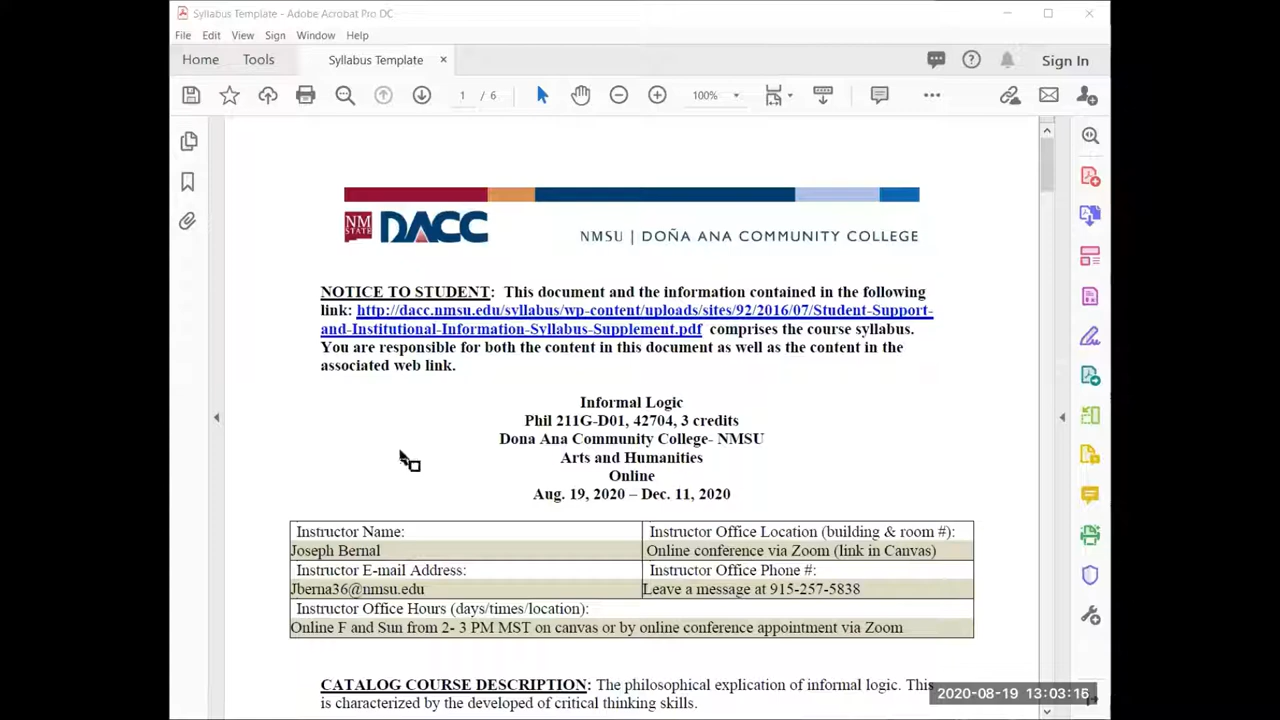 Syllabus Template - Adobe Acrobat Pro DC
File Edit View Sign Window Help
Home Tools Syllabus Template × Sign In
1 / 6 100%
NM
STATE DACC NMSU | DOÑA ANA COMMUNITY COLLEGE
NOTICE TO STUDENT: This document and the information contained in the following
link: http://dacc.nmsu.edu/syllabus/wp-content/uploads/sites/92/2016/07/Student-Support-
and-Institutional-Information-Syllabus-Supplement.pdf comprises the course syllabus.
You are responsible for both the content in this document as well as the content in the
associated web link.
Informal Logic
Phil 211G-D01, 42704, 3 credits
Dona Ana Community College- NMSU
Arts and Humanities
Online
Aug. 19, 2020 – Dec. 11, 2020
Instructor Name: Instructor Office Location (building & room #):
Joseph Bernal Online conference via Zoom (link in Canvas)
Instructor E-mail Address: Instructor Office Phone #:
Jberna36@nmsu.edu Leave a message at 915-257-5838
Instructor Office Hours (days/times/location):
Online F and Sun from 2- 3 PM MST on canvas or by online conference appointment via Zoom
CATALOG COURSE DESCRIPTION: The philosophical explication of informal logic. This
is characterized by the developed of critical thinking skills.
2020-08-19 13:03:15